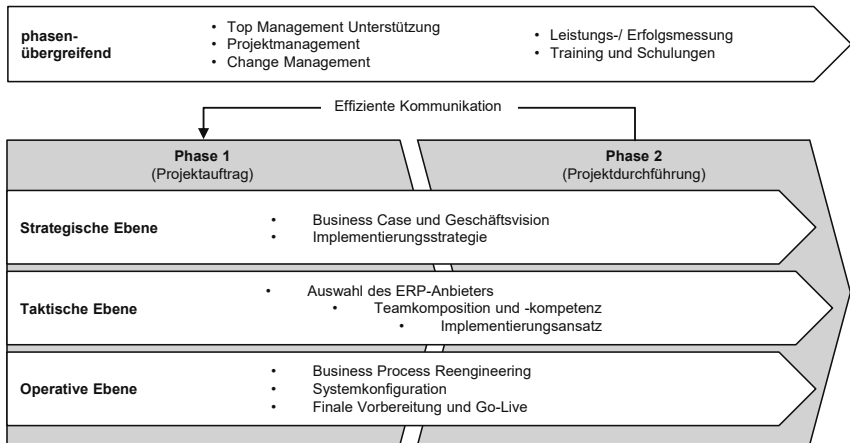 phasen-
übergreifend
• Top Management Unterstützung
• Projektmanagement
• Change Management
• Leistungs-/ Erfolgsmessung
• Training und Schulungen
Effiziente Kommunikation
Phase 1
(Projektauftrag)
Phase 2
(Projektdurchführung)
Strategische Ebene
• Business Case und Geschäftsvision
• Implementierungsstrategie
Taktische Ebene
• Auswahl des ERP-Anbieters
• Teamkomposition und -kompetenz
• Implementierungsansatz
Operative Ebene
• Business Process Reengineering
• Systemkonfiguration
• Finale Vorbereitung und Go-Live